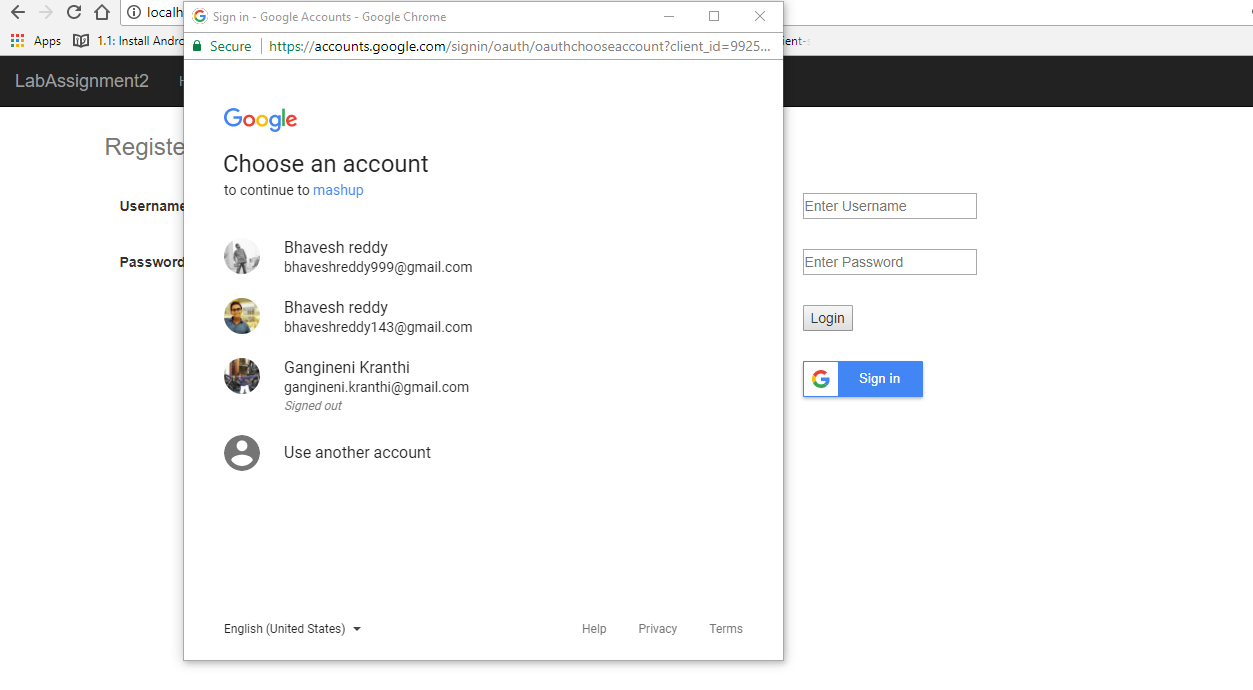 Sign in - Google Accounts - Google Chrome
localh
Secure
https://accounts.google.com/signin/oauth/oauthchooseaccount?client_id=9925...
Apps
1.1: Install Andro
LabAssignment2
Google
Registe
Choose an account
to continue to mashup
Username
Enter Username
Bhavesh reddy
bhaveshreddy999@gmail.com
Password
Enter Password
Bhavesh reddy
bhaveshreddy143@gmail.com
Login
Gangineni Kranthi
gangineni.kranthi@gmail.com
Signed out
Sign in
Use another account
English (United States)
Help
Privacy
Terms